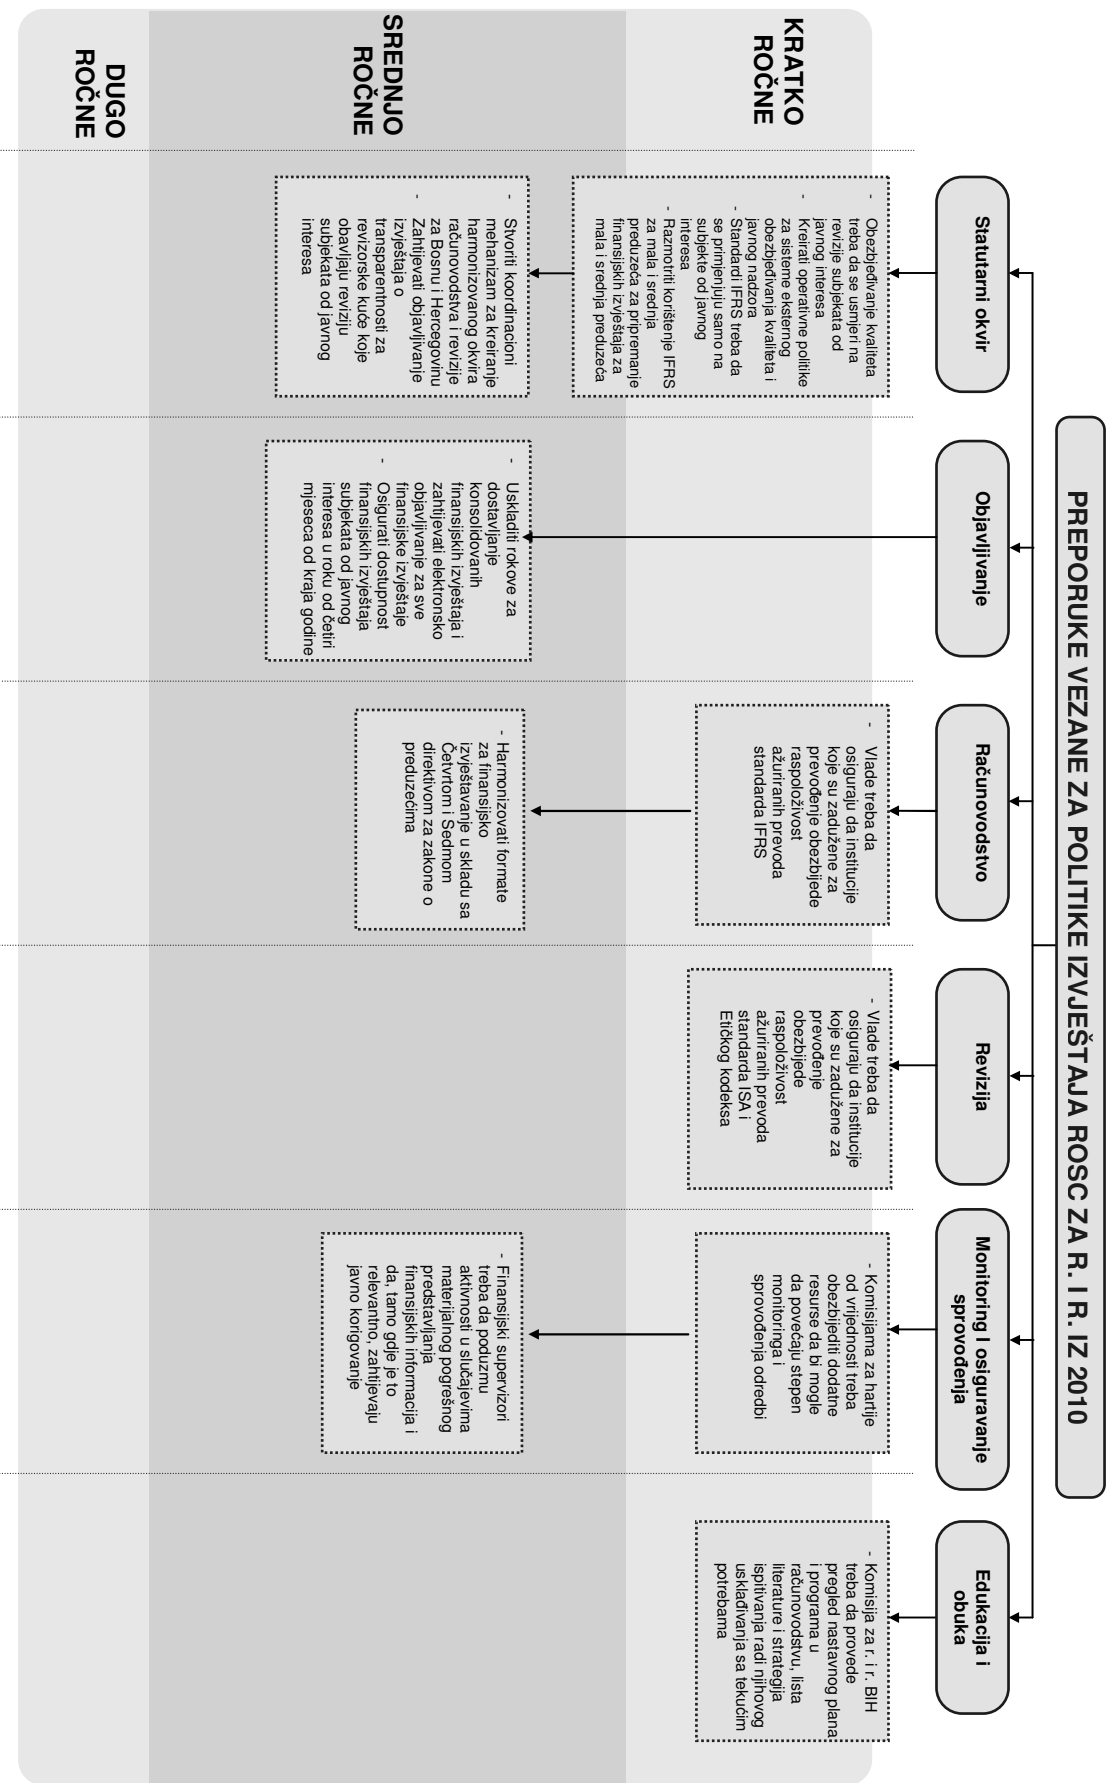 PREPORUKE VEZANE ZA POLITIKE IZVJEŠTAJA ROSC ZA R. I R. IZ 2010
Statutarni okvir
Objavljivanje
Računovodstvo
Revizija
Monitoring I osiguravanje
sprovođenja
Edukacija i
obuka
KRATKO
ROČNE
- Obezbjeđivanje kvaliteta
treba da se usmjeri na
revizije subjekata od
javnog interesa
- Kreirati operativne politike
za sisteme eksternog
obezbjeđivanja kvaliteta i
javnog nadzora
- Standardi IFRS treba da
se primjenjuju samo na
subjekte od javnog
interesa
- Razmotriti korištenje IFRS
za mala i srednja
preduzeća za pripremanje
finansijskih izvještaja za
mala i srednja preduzeća
- Vlade treba da
osiguraju da institucije
koje su zadužene za
prevođenje obezbijede
raspoloživost
ažuriranih prevoda
standarda IFRS
- Vlade treba da
osiguraju da institucije
koje su zadužene za
prevođenje
obezbijede
raspoloživost
ažuriranih prevoda
standarda ISA i
Etičkog kodeksa
- Komisijama za hartije
od vrijednosti treba
obezbijediti dodatne
resurse da bi mogle
da povećaju stepen
monitoringa i
sprovođenja odredbi
- Komisija za r. i r. BIH
treba da provede
pregled nastavnog plana
i programa u
računovodstvu, lista
literature i strategija
ispitivanja radi njihovog
usklađivanja sa tekućim
potrebama
SREDNJO
ROČNE
- Stvoriti koordinacioni
mehanizam za kreiranje
harmonizovanog okvira
računovodstva i revizije
za Bosnu i Hercegovinu
- Zahtijevati objavljivanje
izvještaja o
transparentnosti za
revizorske kuće koje
obavljaju reviziju
subjekata od javnog
interesa
- Uskladiti rokove za
dostavljanje
konsolidovanih
finansijskih izvještaja i
zahtijevati elektronsko
objavljivanje za sve
finansijske izvještaje
- Osigurati dostupnost
finansijskih izvještaja
subjekata od javnog
interesa u roku od četiri
mjeseca od kraja godine
- Harmonizovati formate
za finansijsko
izvještavanje u skladu sa
Četvrtom i Sedmom
direktivom za zakone o
preduzećima
- Finansijski supervizori
treba da poduzmu
aktivnosti u slučajevima
materijalnog pogrešnog
predstavljanja
finansijskih informacija i
da, tamo gdje je to
relevantno, zahtijevaju
javno korigovanje
DUGO
ROČNE